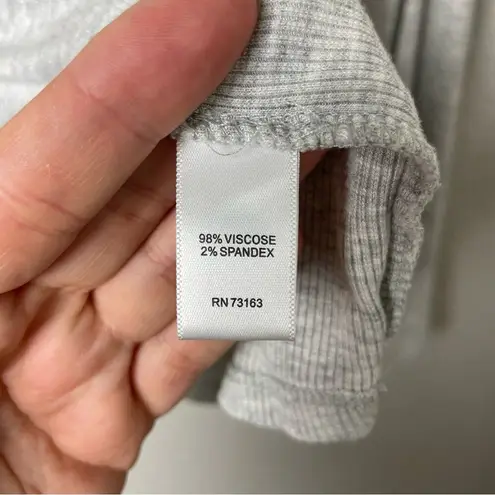 98% VISCOSE
2% SPANDEX
RN 73163